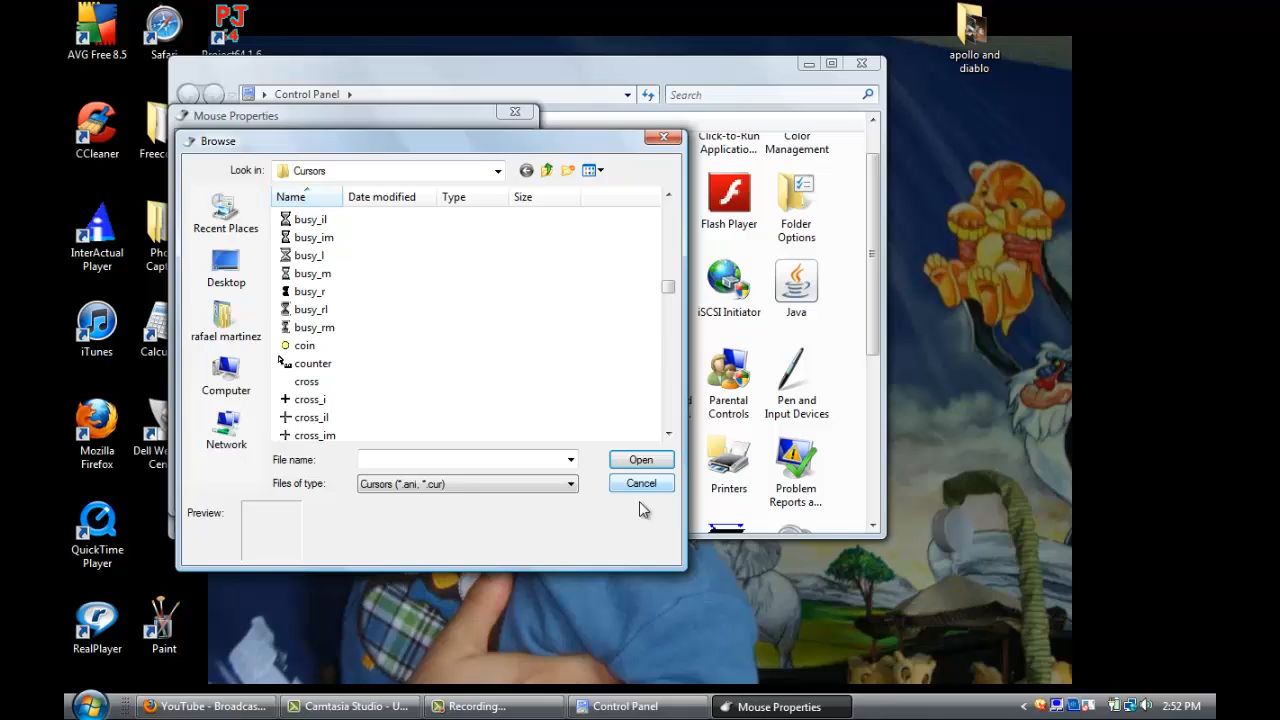 PJ
64
AVG Free 8.5
Safari
Project64 1.6
apollo and
diablo
CCleaner
Freec
InterActual
Player
Pho
Capt
iTunes
Calcu
Mozilla
Firefox
Dell We
Cen
QuickTime
Player
RealPlayer
Paint
Control Panel
Search
Mouse Properties
Browse
Look in:
Cursors
Name
Date modified
Type
Size
Recent Places
Desktop
rafael martinez
Computer
Network
busy_il
busy_im
busy_l
busy_m
busy_r
busy_rl
busy_rm
coin
counter
cross
cross_i
cross_il
cross_im
File name:
Open
Files of type:
Cursors (*.ani, *.cur)
Cancel
Preview:
Click-to-Run
Applicatio...
Color
Management
Flash Player
Folder
Options
iSCSI Initiator
Java
Parental
Controls
Pen and
Input Devices
Printers
Problem
Reports a...
YouTube - Broadcas...
Camtasia Studio - U...
Recording...
Control Panel
Mouse Properties
2:52 PM